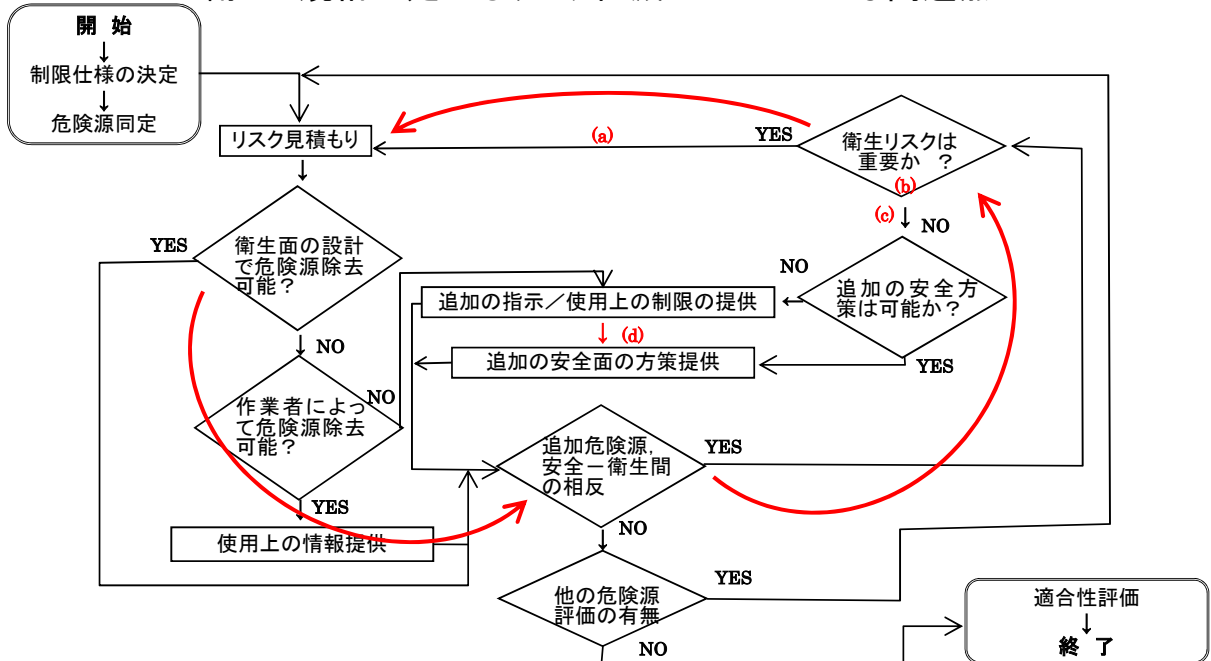 開 始
↓
制限仕様の決定
↓
危険源同定
リスク見積もり
(a)
YES
衛生リスクは
重要か ？
(b)
(c)
NO
YES
衛生面の設計
で危険源除去
可能？
NO
追加の安全方
策は可能か？
追加の指示／使用上の制限の提供
(d)
NO
追加の安全面の方策提供
YES
作業者によっ
て危険源除去
可能？
NO
追加危険源,
安全－衛生間
の相反
YES
YES
NO
使用上の情報提供
他の危険源
評価の有無
YES
NO
適合性評価
↓
終 了